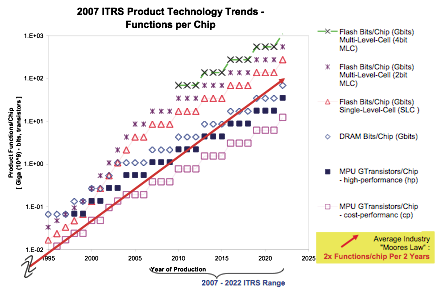 2007 ITRS Product Technology Trends -
Functions per Chip
Product Functions/Chip
[ Giga (10^9) - bits, transistors ]
1.E+03
1.E+02
1.E+01
1.E+00
1.E-01
1.E-02
1995
2000
2005
2010
2015
2020
2025
Year of Production
2007 - 2022 ITRS Range
Flash Bits/Chip (Gbits)
Multi-Level-Cell (4bit
MLC)
Flash Bits/Chip (Gbits)
Multi-Level-Cell (2bit
MLC)
Flash Bits/Chip (Gbits)
Single-Level-Cell (SLC )
DRAM Bits/Chip (Gbits)
MPU GTransistors/Chip
- high-performance (hp)
MPU GTransistors/Chip
- cost-performanc (cp)
Average Industry
"Moores Law" :
2x Functions/chip Per 2 Years